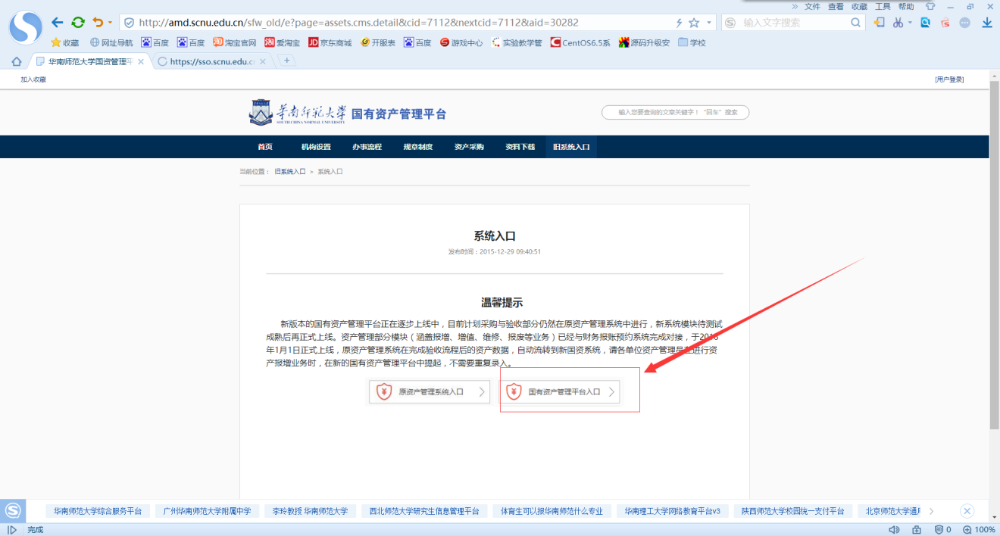 文件 查看 收藏 工具 帮助
http://amd.scnu.edu.cn/sfw_old/e?page=assets.cms.detail&cid=7112&nextcid=7112&aid=30282
输入文字搜索
收藏 网址导航 百度 百度 淘宝官网 爱淘宝 京东商城 开服表 百度 游戏中心 实验教学管 CentOS6.5系 源码升级安 学校
华南师范大学国资管理平
https://sso.scnu.edu.c
加入收藏
[用户登录]
华南师范大学
SOUTH CHINA NORMAL UNIVERSITY
国有资产管理平台
输入您要查询的文章关键字！“回车”搜索
首页 机构设置 办事流程 规章制度 资产采购 资料下载 旧系统入口
当前位置： 旧系统入口 > 系统入口
系统入口
发布时间：2015-12-29 09:40:51
温馨提示
新版本的国有资产管理平台正在逐步上线中，目前计划采购与验收部分仍然在原资产管理系统中进行，新系统模块待测试
成熟后再正式上线。资产管理部分模块（涵盖报增、增值、维修、报废等业务）已经与财务报账预约系统完成对接，于2016
年1月1日正式上线，原资产管理系统在完成验收流程后的资产数据，自动流转到新国资系统，请各单位资产管理员在进行资
产报增业务时，在新的国有资产管理平台中提起，不需要重复录入。
原资产管理系统入口
国有资产管理平台入口
华南师范大学综合服务平台 广州华南师范大学附属中学 李玲教授 华南师范大学 西北师范大学研究生信息管理平台 体育生可以报华南师范什么专业 华南理工大学网络教育平台v3 陕西师范大学校园统一支付平台 北京师范大学通用
完成
0
100%